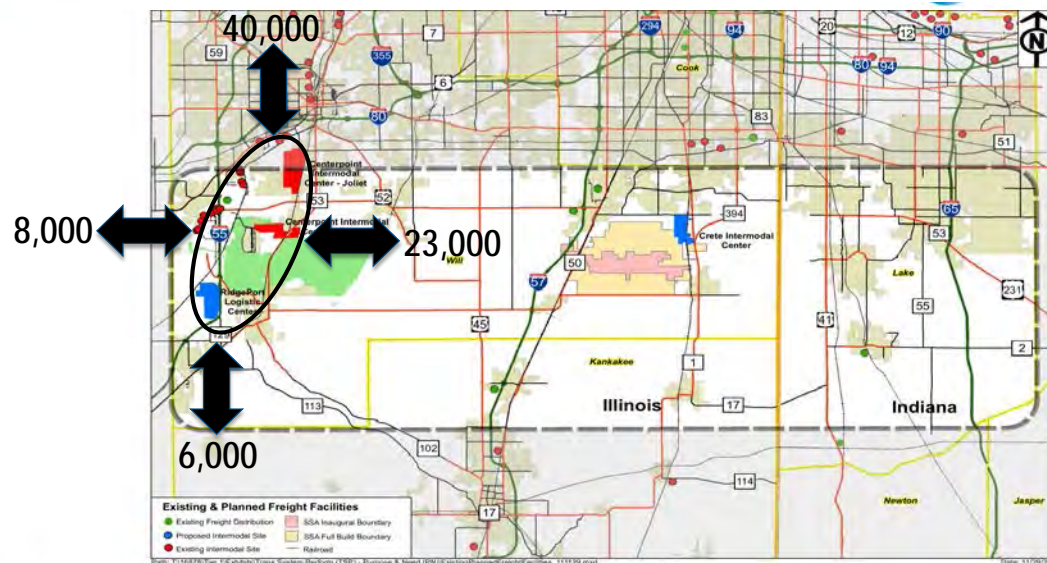 40,000
59
7
294
94
20
12
90
355
Cook
6
80
94
N
80
83
51
Centerpoint
Intermodal
Center - Joliet
53
52
394
65
8,000
55
Centerpoint Intermodal
23,000
Crete Intermodal
Center
53
Will
50
Lake
57
RidgePort
Logistic
Center
55
231
45
41
129
2
Kankakee
1
113
Illinois
17
Indiana
6,000
102
114
Newton
Jasper
17
Existing & Planned Freight Facilities
Existing Freight Distribution
SSA Inaugural Boundary
Proposed Intermodal Site
SSA Full Build Boundary
Existing Intermodal Site
Railroad